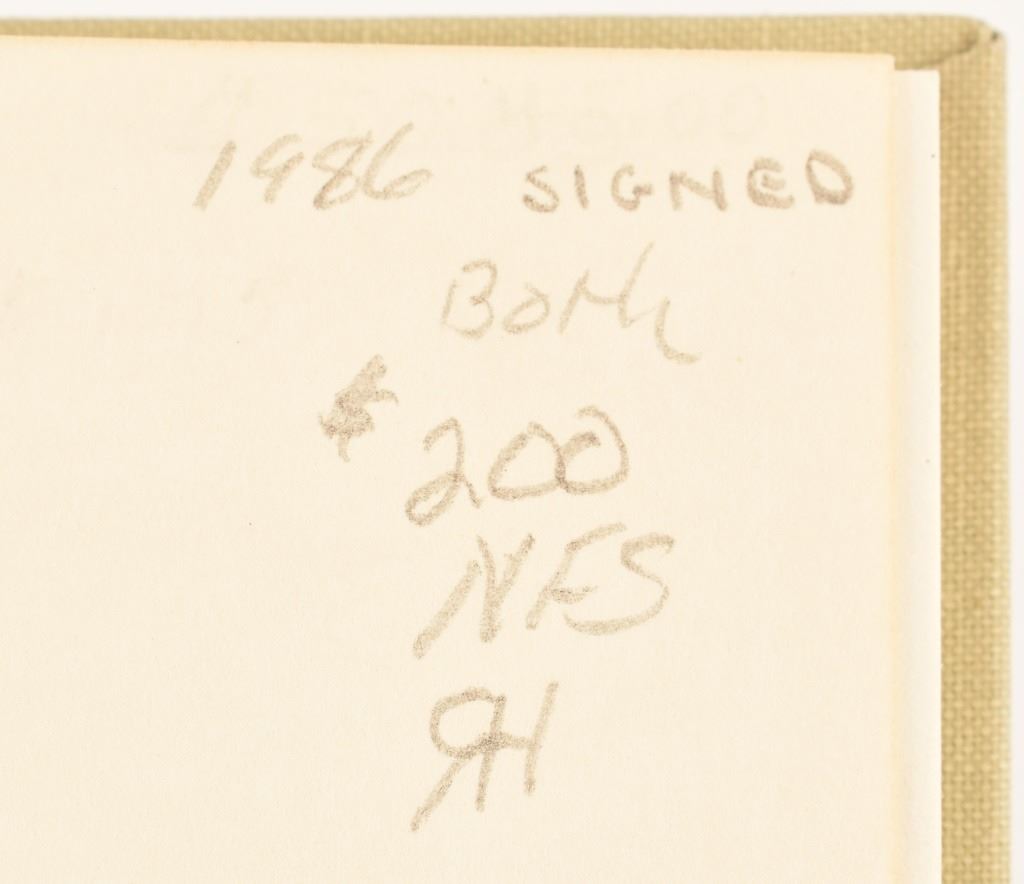 1986 SIGNED
BOTH
$200
NFS
RH